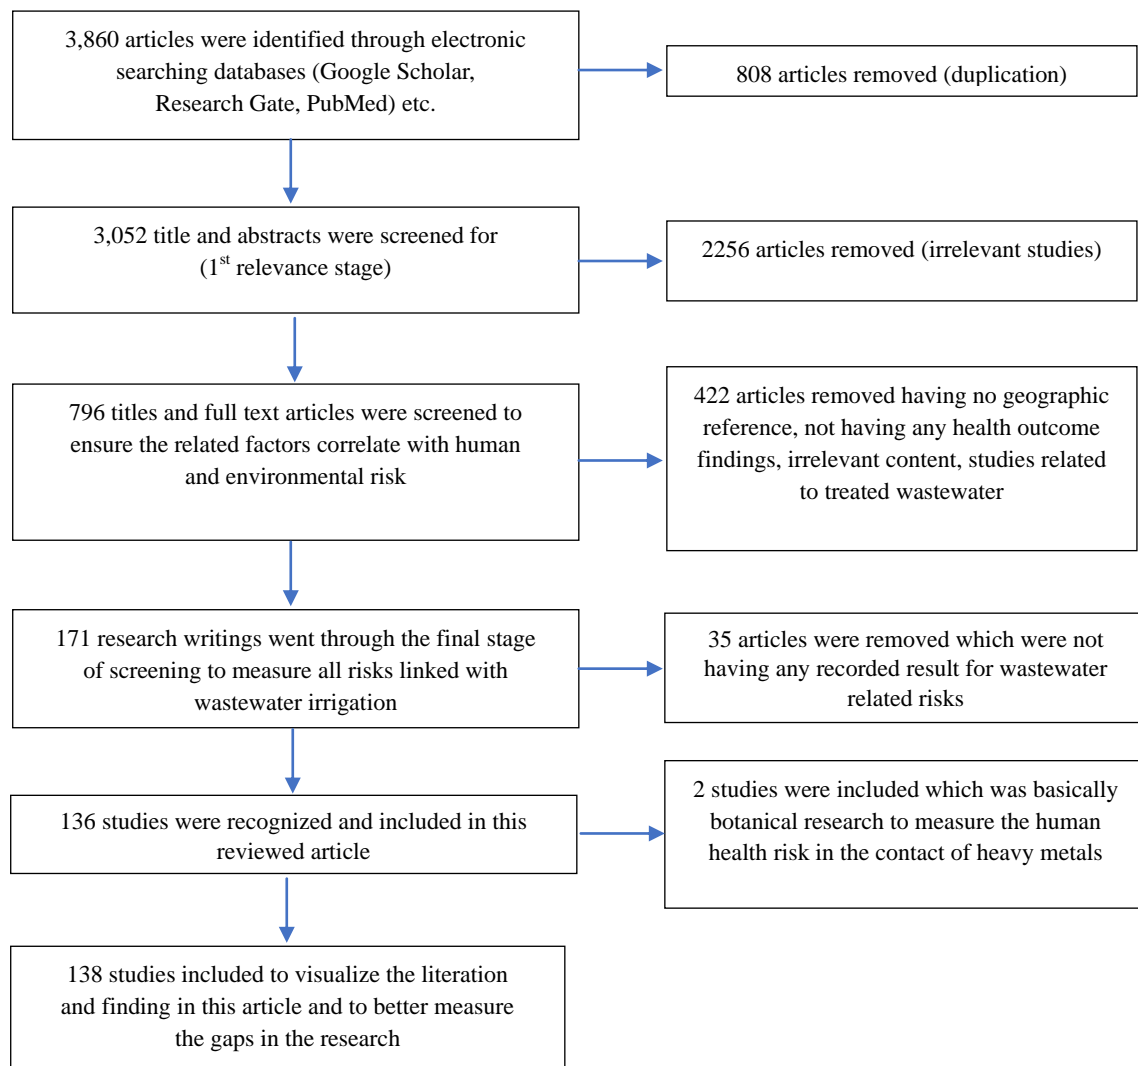 3,860 articles were identified through electronic
searching databases (Google Scholar,
Research Gate, PubMed) etc.
808 articles removed (duplication)
3,052 title and abstracts were screened for
(1st relevance stage)
2256 articles removed (irrelevant studies)
796 titles and full text articles were screened to
ensure the related factors correlate with human
and environmental risk
422 articles removed having no geographic
reference, not having any health outcome
findings, irrelevant content, studies related
to treated wastewater
171 research writings went through the final stage
of screening to measure all risks linked with
wastewater irrigation
35 articles were removed which were not
having any recorded result for wastewater
related risks
136 studies were recognized and included in this
reviewed article
2 studies were included which was basically
botanical research to measure the human
health risk in the contact of heavy metals
138 studies included to visualize the literation
and finding in this article and to better measure
the gaps in the research